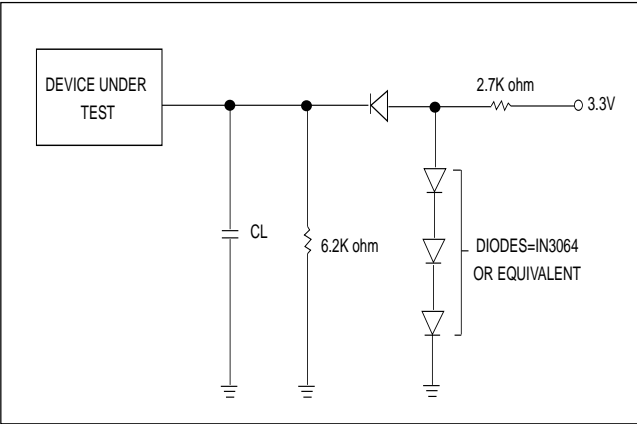 DEVICE UNDER
TEST
2.7K ohm
3.3V
CL
6.2K ohm
DIODES=IN3064
OR EQUIVALENT